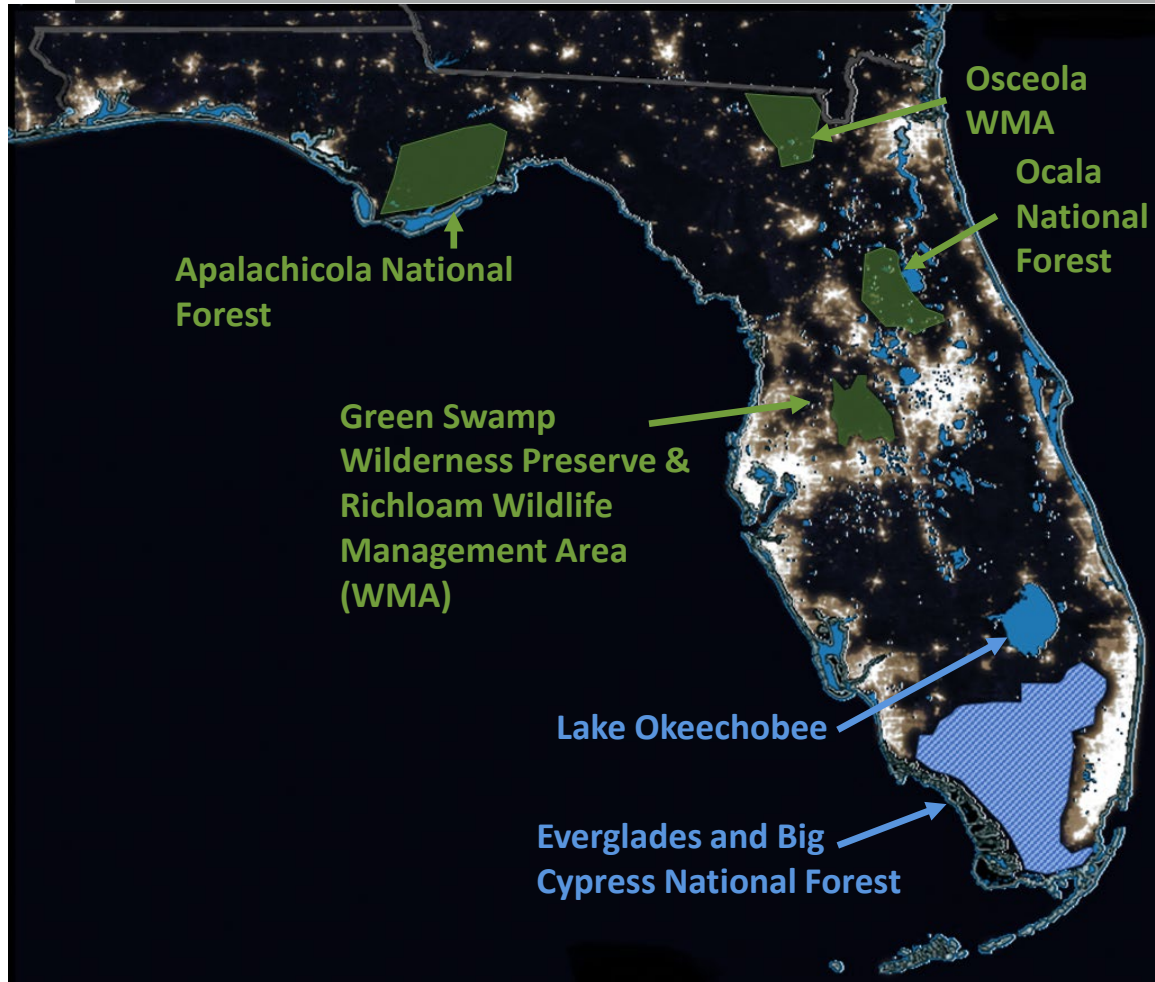 Osceola
WMA
Ocala
National
Forest
Apalachicola National
Forest
Green Swamp
Wilderness Preserve &
Richloam Wildlife
Management Area
(WMA)
Lake Okeechobee
Everglades and Big
Cypress National Forest